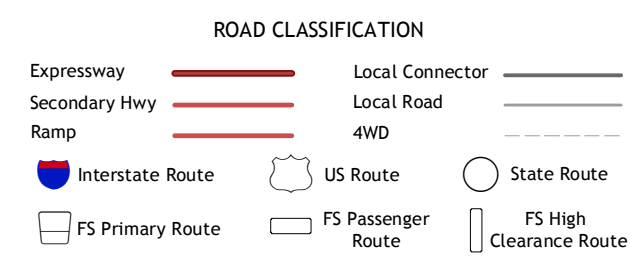 ROAD CLASSIFICATION
Expressway
Local Connector
Secondary Hwy
Local Road
Ramp
4WD
Interstate Route
US Route
State Route
FS Primary Route
FS Passenger
Route
FS High
Clearance Route